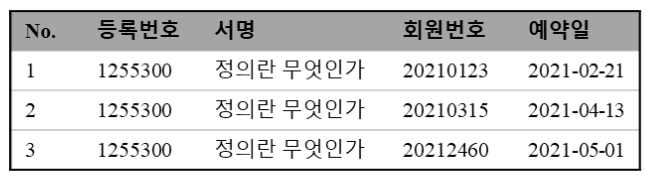 No. 등록번호 서명 회원번호 예약일
1 1255300 정의란 무엇인가 20210123 2021-02-21
2 1255300 정의란 무엇인가 20210315 2021-04-13
3 1255300 정의란 무엇인가 20212460 2021-05-01